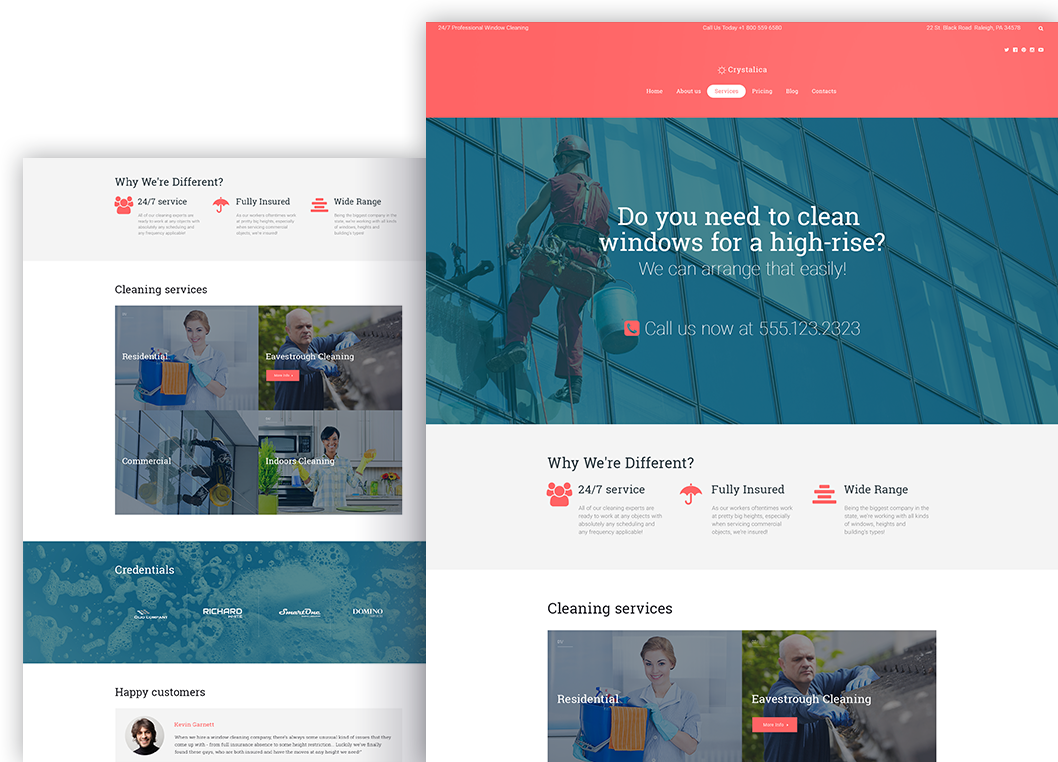 24/7 Professional Window Cleaning
Call Us Today +1 800 559 6580
22 St Black Road Raleigh, PA 34578
Crystalica
Home About us Services Pricing Blog Contacts
Do you need to clean
windows for a high-rise?
We can arrange that easily!
Call us now at 555.123.2323
Why We're Different?
24/7 service
All of our cleaning experts are
ready to work at any objects with
absolutely any scheduling and
any frequency applicable!
Fully Insured
As our workers oftentimes work
at pretty big heights, especially
when servicing commercial
objects, we're insured!
Wide Range
Being the biggest company in the
state, we're working with all kinds
of windows, heights and
building's types!
Cleaning services
Residential
Eavestrough Cleaning
More info
Why We're Different?
24/7 service
All of our cleaning experts are
ready to work at any objects with
absolutely any scheduling and
any frequency applicable!
Fully Insured
As our workers oftentimes work
at pretty big heights, especially
when servicing commercial
objects, we're insured!
Wide Range
Being the biggest company in the
state, we're working with all kinds
of windows, heights and
building's types!
Cleaning services
Residential
Eavestrough Cleaning
More info
Commercial
Indoors Cleaning
Credentials
RICHARD
WHITE
SmartOne
DOMINO
Happy customers
Kevin Garnett
When we hire a window cleaning company, there's always some unusual kind of issues that they
come up with - from full insurance absence to some height restriction... Luckily we've finally
found these guys, who are both insured and have the moves at any height we need!"